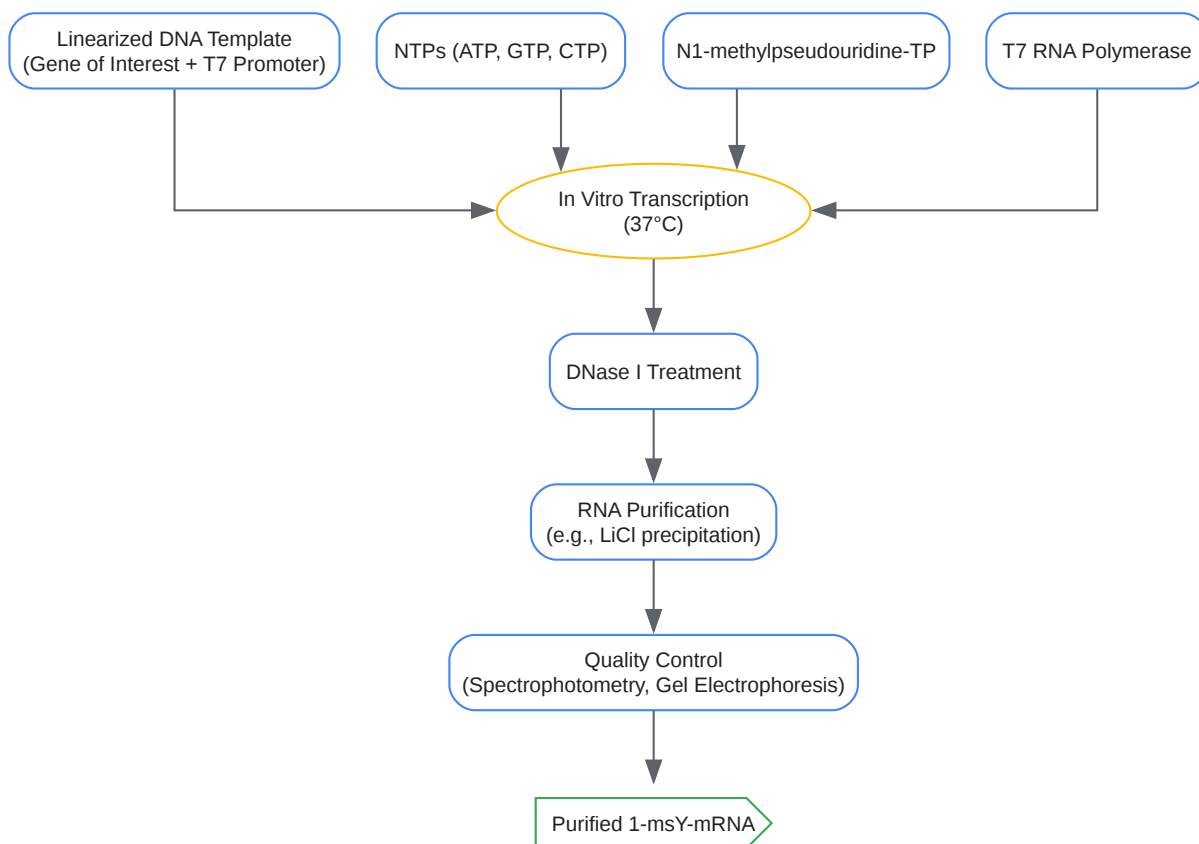 Linearized DNA Template
(Gene of Interest + T7 Promoter)
NTPs (ATP, GTP, CTP)
N1-methylpseudouridine-TP
T7 RNA Polymerase
In Vitro Transcription
(37°C)
DNase I Treatment
RNA Purification
(e.g., LiCl precipitation)
Quality Control
(Spectrophotometry, Gel Electrophoresis)
Purified 1-msY-mRNA